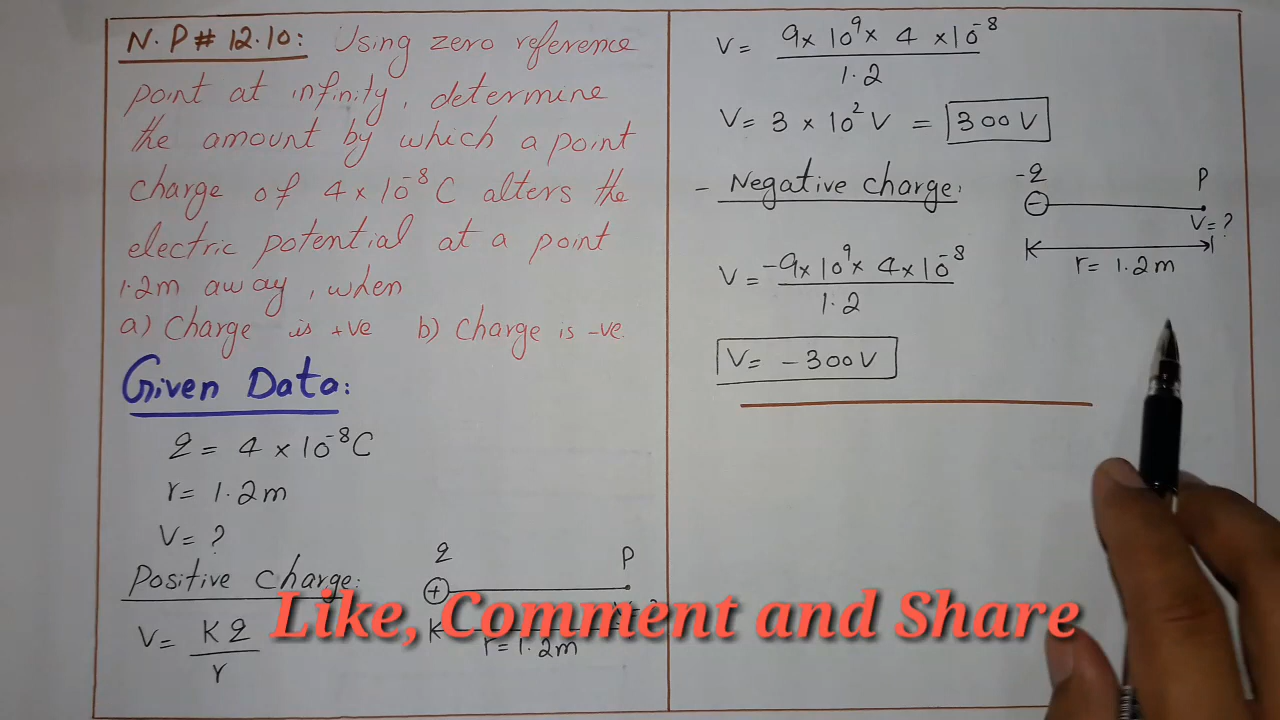 N.P# 12.10: Using zero reference
point at infinity, determine
the amount by which a point
charge of 4 x 10⁻⁸ C alters the
electric potential at a point
1.2m away, when
a) Charge is +ve b) Charge is -ve.
Given Data:
q = 4 x 10⁻⁸ C
r = 1.2m
V = ?
Positive Charge:
V = Kq
r
q P
+
r = 1.2m
V = 9 x 10⁹ x 4 x 10⁻⁸
1.2
V = 3 x 10² V = 300V
- Negative charge:
-q P
−
V = ?
r = 1.2m
V = -9 x 10⁹ x 4 x 10⁻⁸
1.2
V = - 300V
Like, Comment and Share